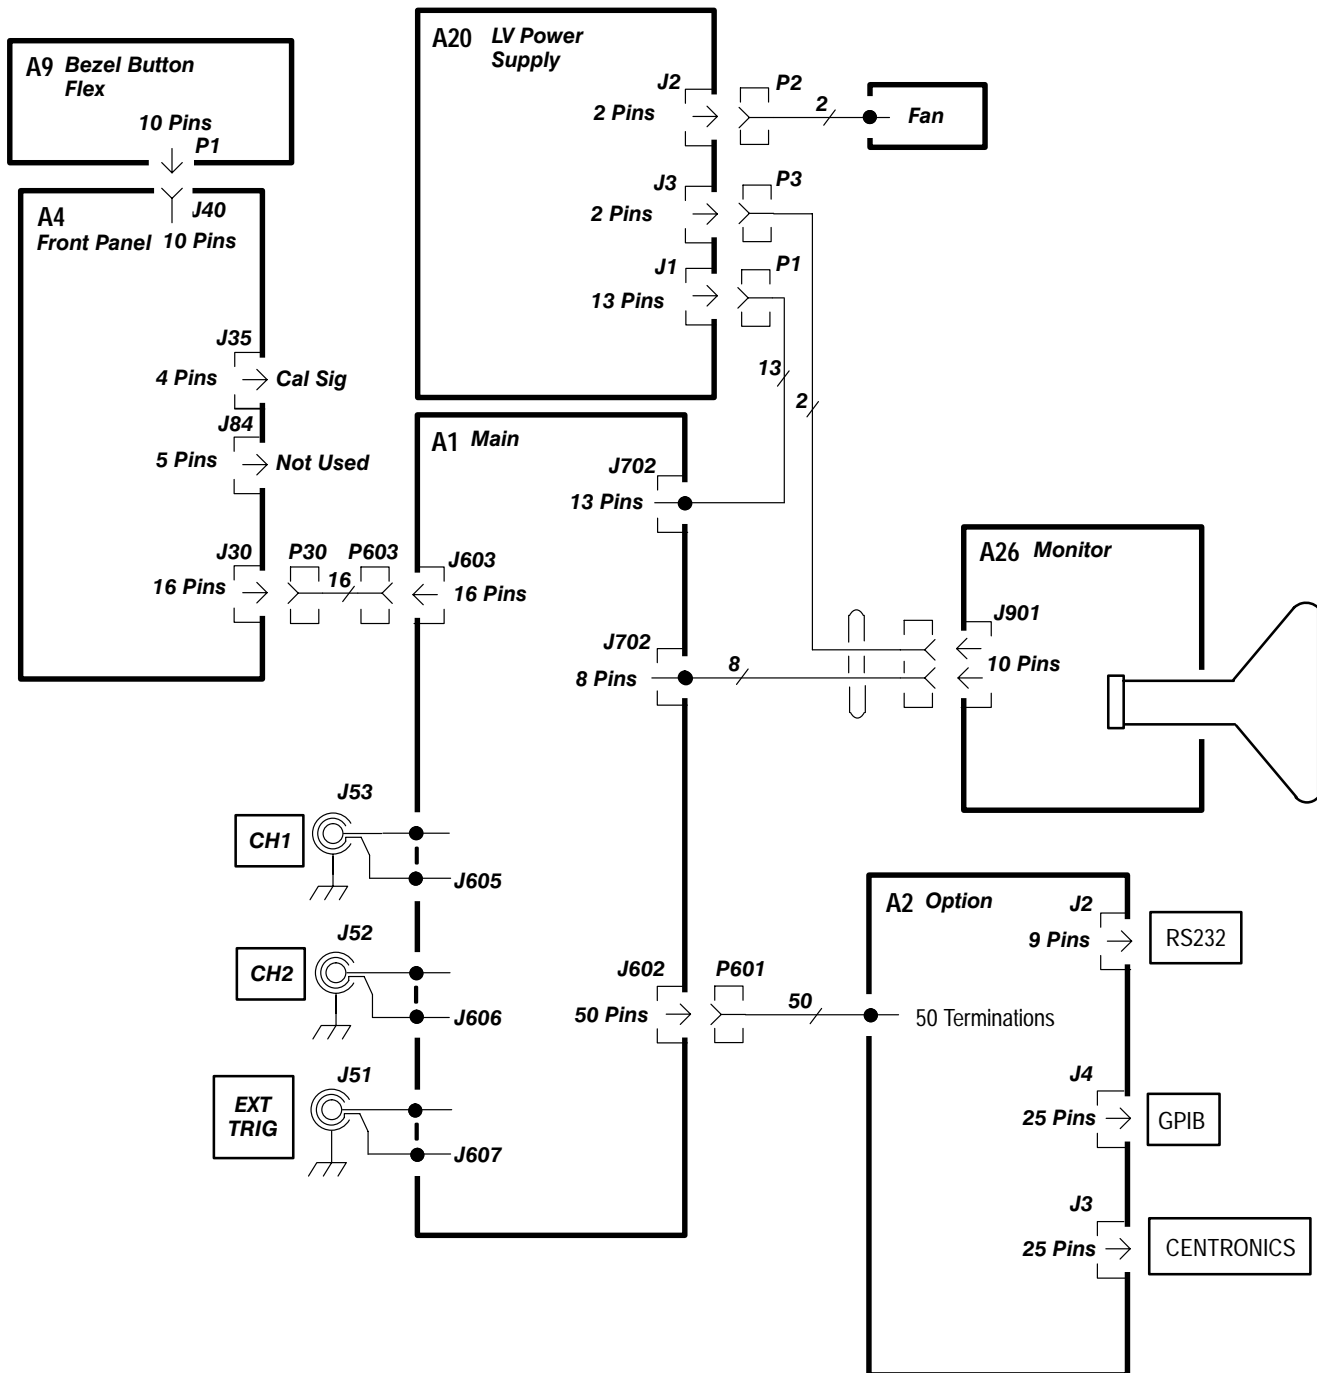 A20 LV Power
Supply
A9 Bezel Button
Flex
10 Pins
P1
J2
P2
2 Pins
2
Fan
J3
P3
2 Pins
J1
P1
13 Pins
A4
Front Panel
J40
10 Pins
J35
4 Pins
Cal Sig
J84
5 Pins
Not Used
J30
P30
P603
16 Pins
16
13
2
A1 Main
J702
13 Pins
J603
16 Pins
J702
8 Pins
8
A26 Monitor
J901
10 Pins
J53
CH1
J605
J52
CH2
J606
J51
EXT
TRIG
J607
J602
P601
50 Pins
50
A2 Option
50 Terminations
J2
9 Pins
RS232
J4
25 Pins
GPIB
J3
25 Pins
CENTRONICS